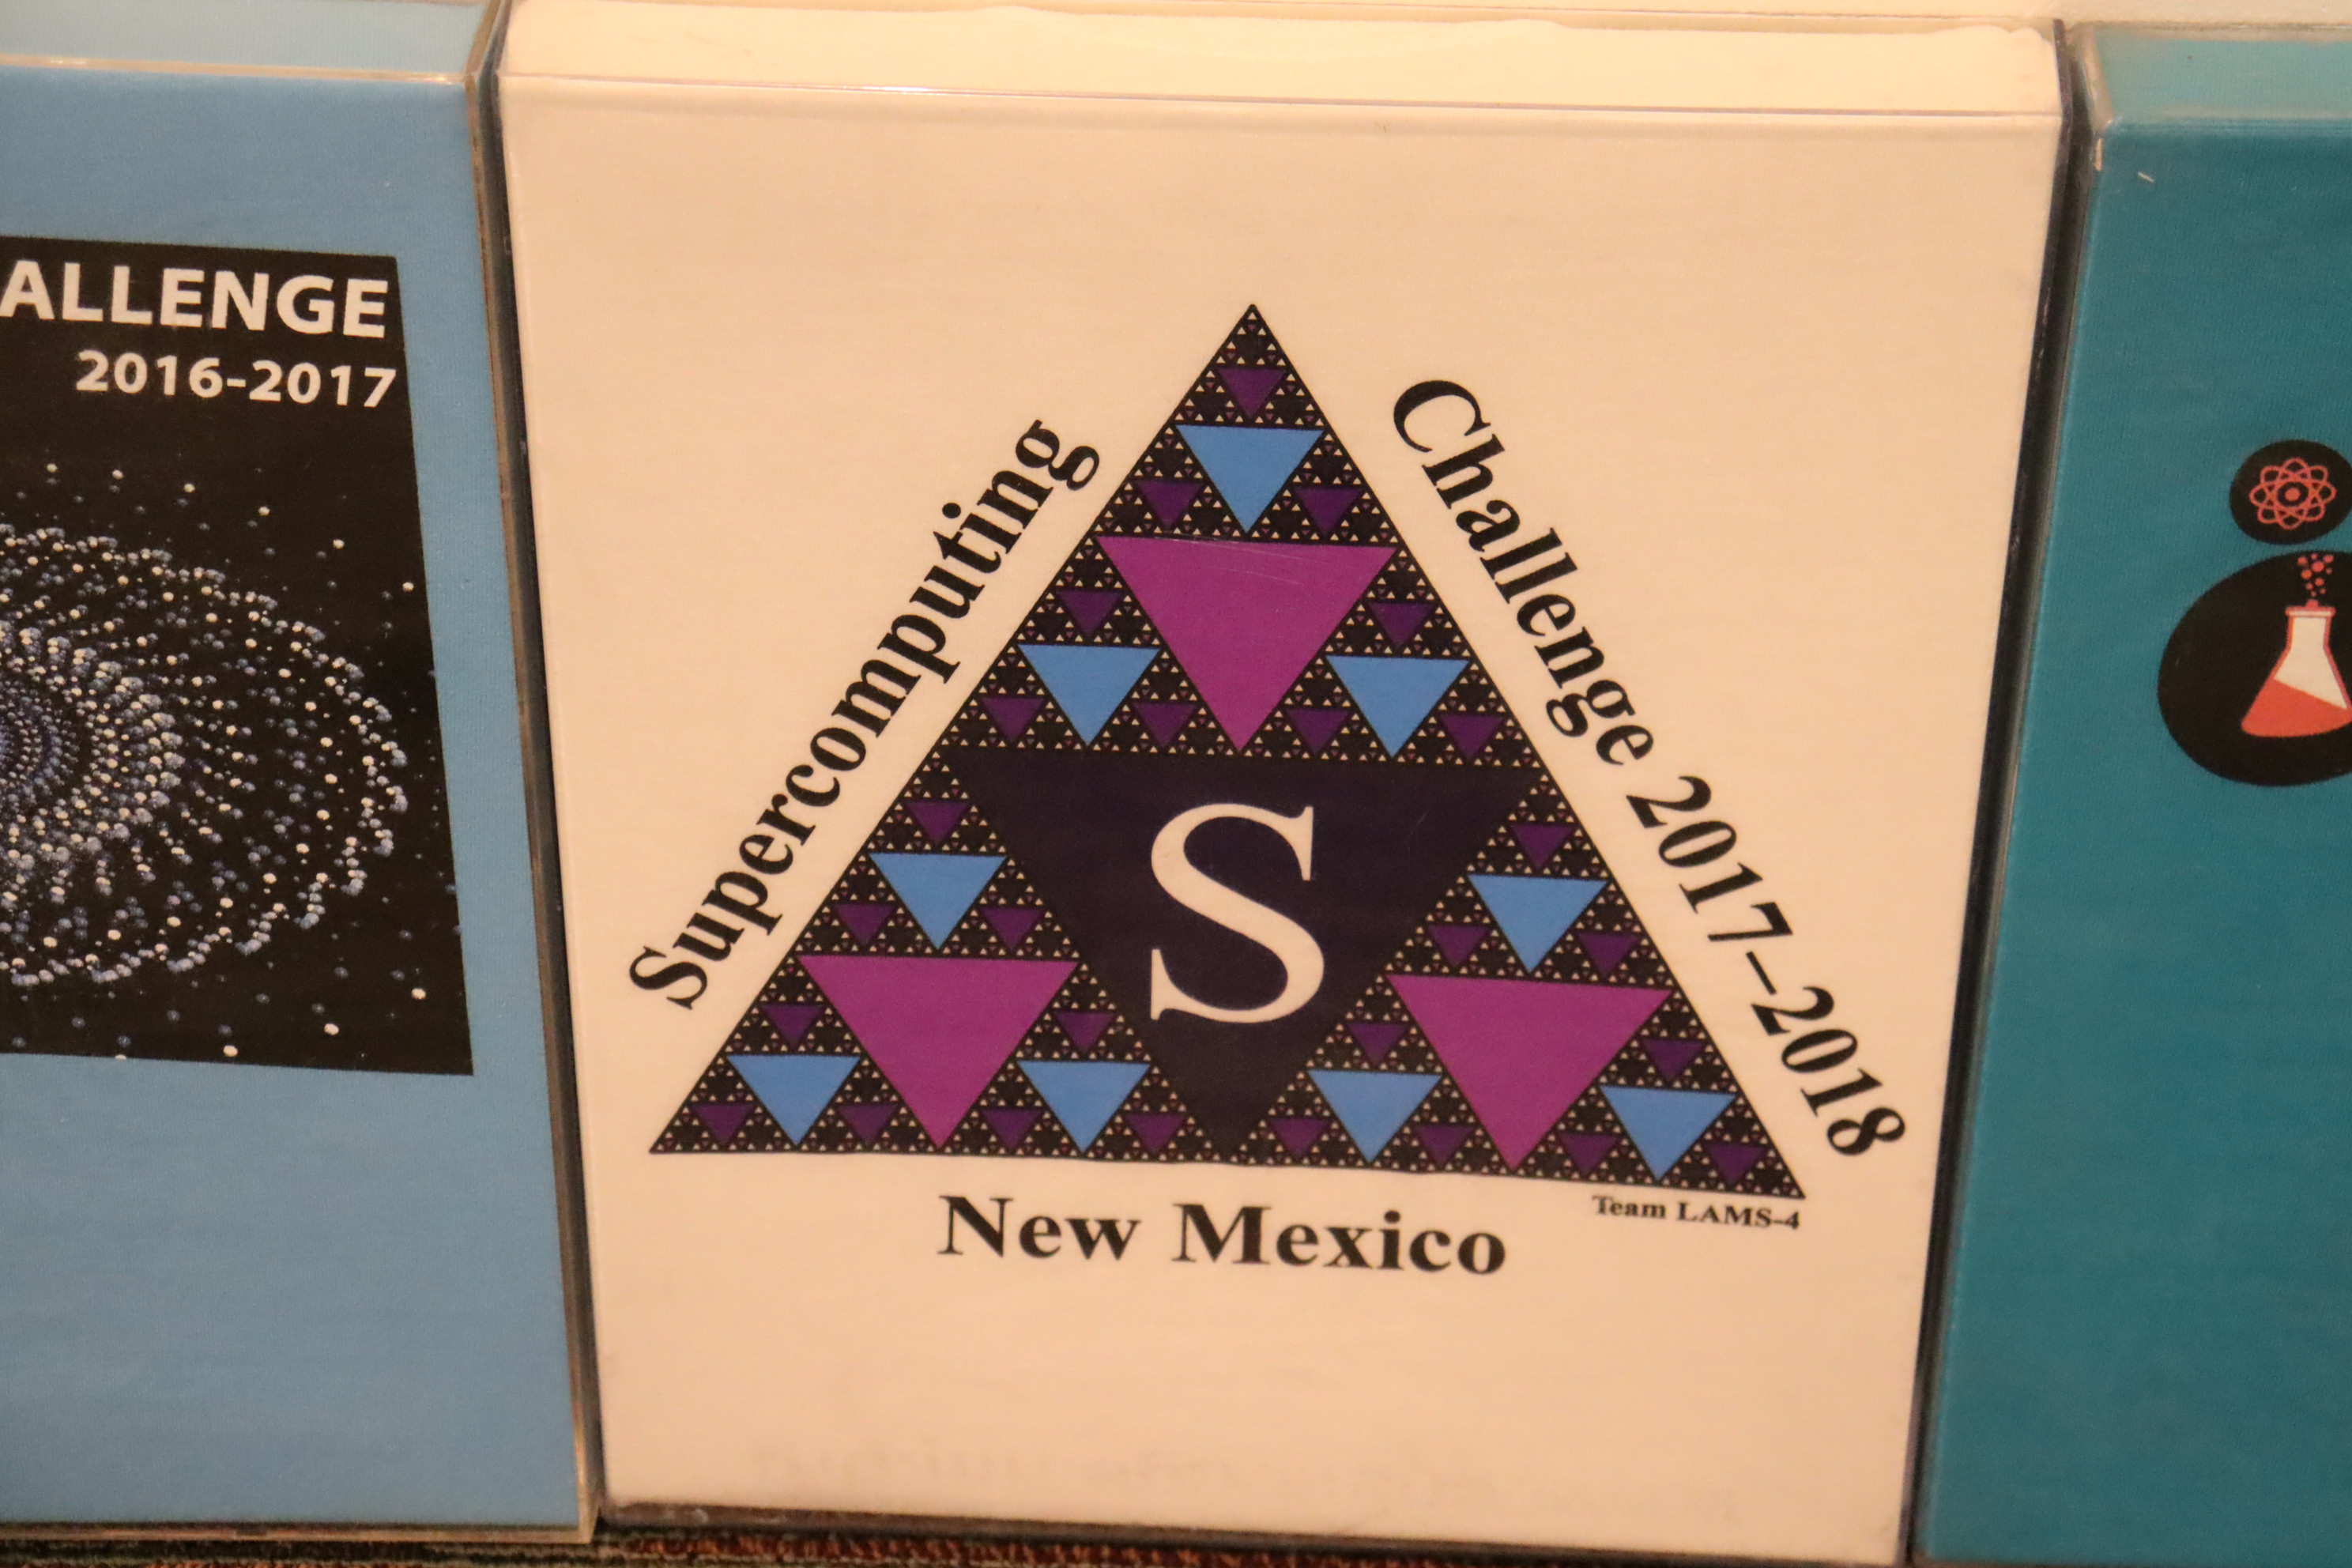 ALLENGE
2016-2017
Supercomputing
Challenge 2017–2018
S
New Mexico
Team LAMS-4